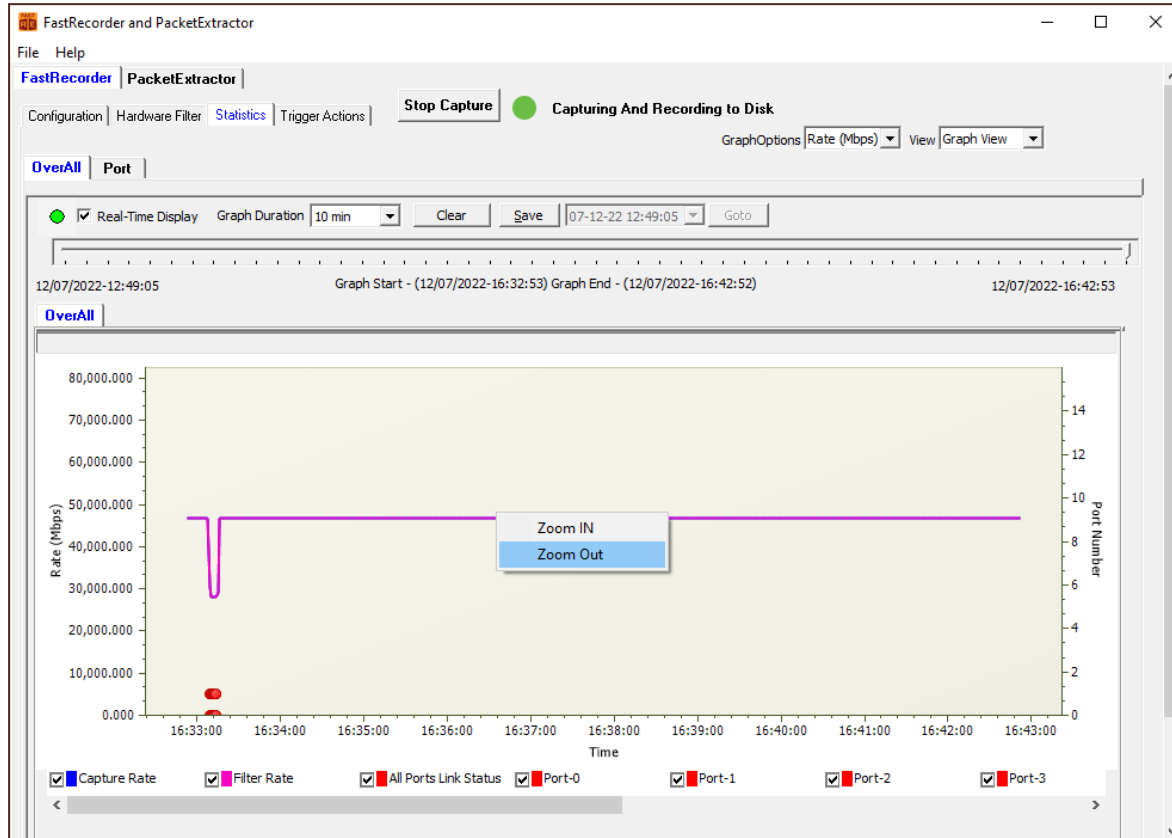 FastRecorder and PacketExtractor
File Help
FastRecorder PacketExtractor
Configuration Hardware Filter Statistics Trigger Actions Stop Capture Capturing And Recording to Disk
GraphOptions Rate (Mbps) View Graph View
OverAll Port
Real-Time Display Graph Duration 10 min Clear Save 07-12-22 12:49:05 Goto
12/07/2022-12:49:05 Graph Start - (12/07/2022-16:32:53) Graph End - (12/07/2022-16:42:52) 12/07/2022-16:42:53
OverAll
80,000.000
70,000.000 14
60,000.000 12
50,000.000 10
40,000.000 8
30,000.000 6
20,000.000 4
10,000.000 2
0.000 0
Rate (Mbps)
Zoom IN
Zoom Out
Port Number
16:33:00 16:34:00 16:35:00 16:36:00 16:37:00 16:38:00 16:39:00 16:40:00 16:41:00 16:42:00 16:43:00
Time
Capture Rate Filter Rate All Ports Link Status Port-0 Port-1 Port-2 Port-3